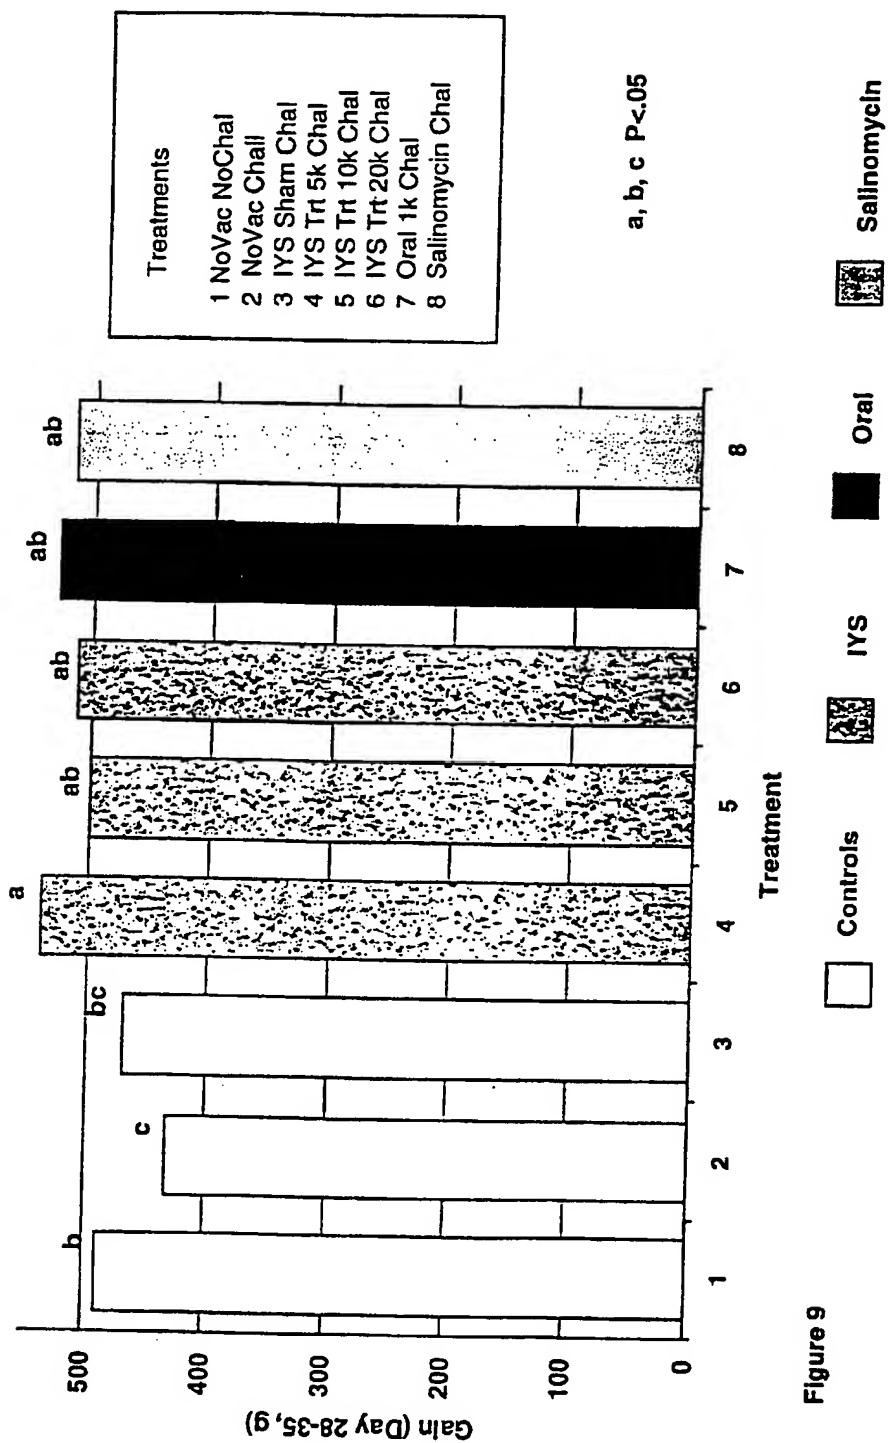 Treatments
1 NoVac NoChal
2 NoVac Chall
3 IYS Sham Chal
4 IYS Trt 5k Chal
5 IYS Trt 10k Chal
6 IYS Trt 20k Chal
7 Oral 1k Chal
8 Salinomycin Chal
a, b, c P<.05
Gain (Day 28-35, g)
500
400
300
200
100
0
b
c
bc
a
ab
ab
ab
ab
1
2
3
4
5
6
7
8
Treatment
Controls
IYS
Oral
Salinomycin
Figure 9